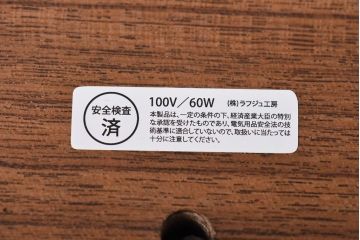 安全検査
済
100V／60W (株)ラフジュ工房
本製品は、一定の条件の下、経済産業大臣の特別
な承認を受けたものであり、電気用品安全法の技
術基準に適合していないので、取扱いに当たっては
十分に注意してください。